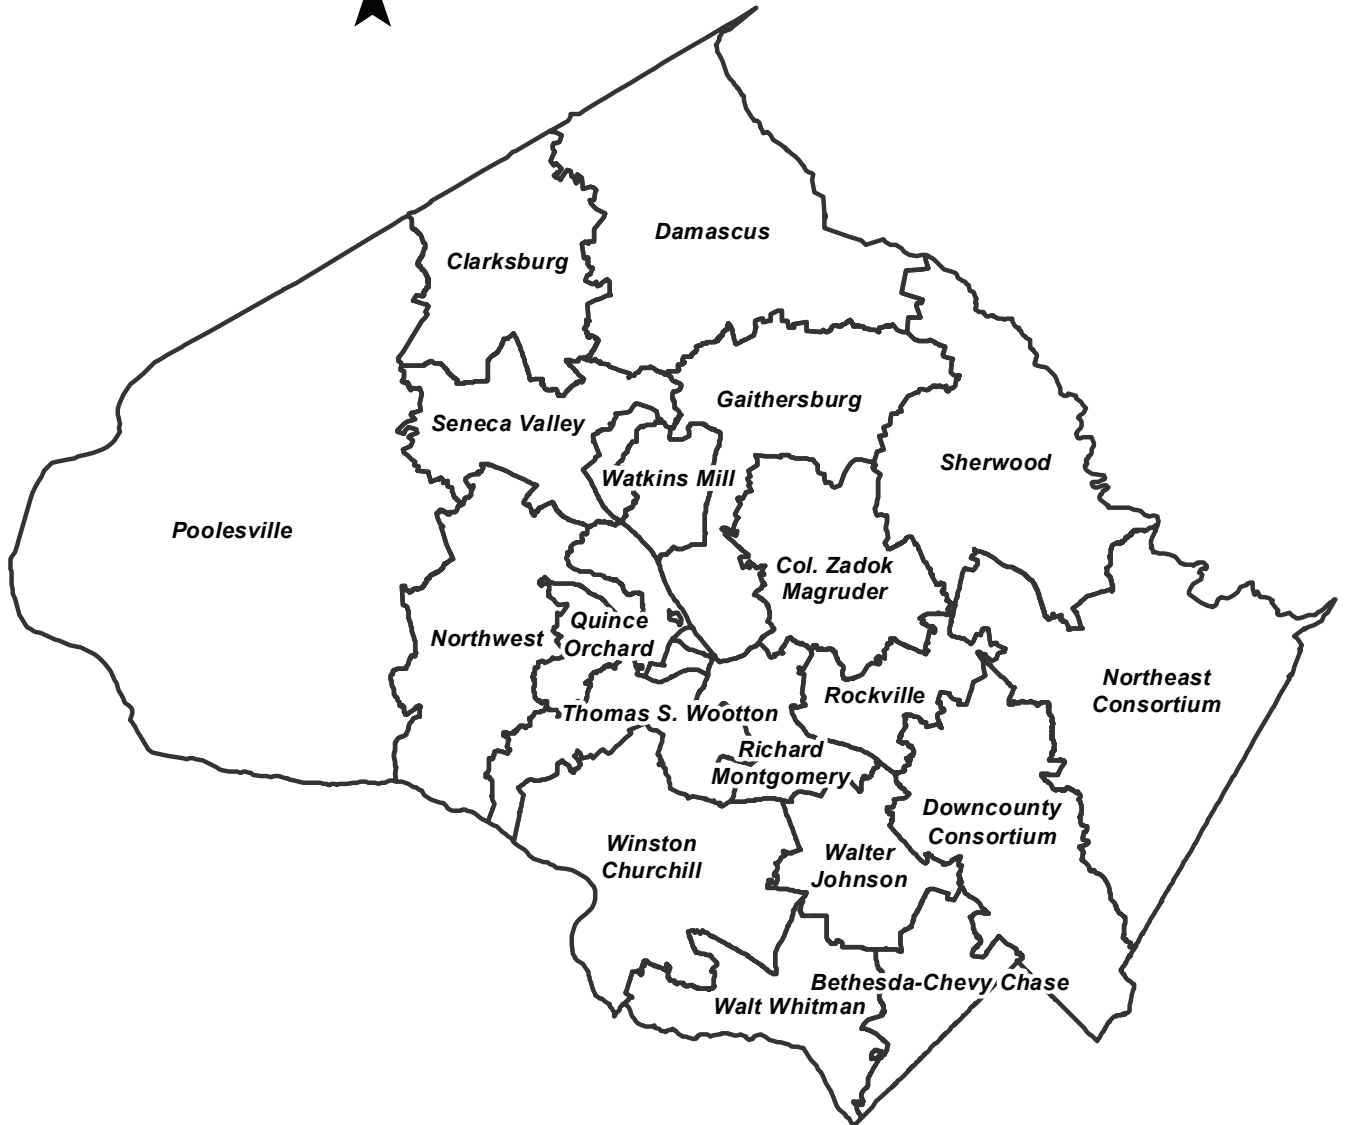 Damascus
Clarksburg
Gaithersburg
Seneca Valley
Sherwood
Watkins Mill
Poolesville
Col. Zadok
Magruder
Quince
Orchard
Northwest
Northeast
Consortium
Rockville
Thomas S. Wootton
Richard
Montgomery
Downcounty
Consortium
Winston
Churchill
Walter
Johnson
Bethesda-Chevy Chase
Walt Whitman